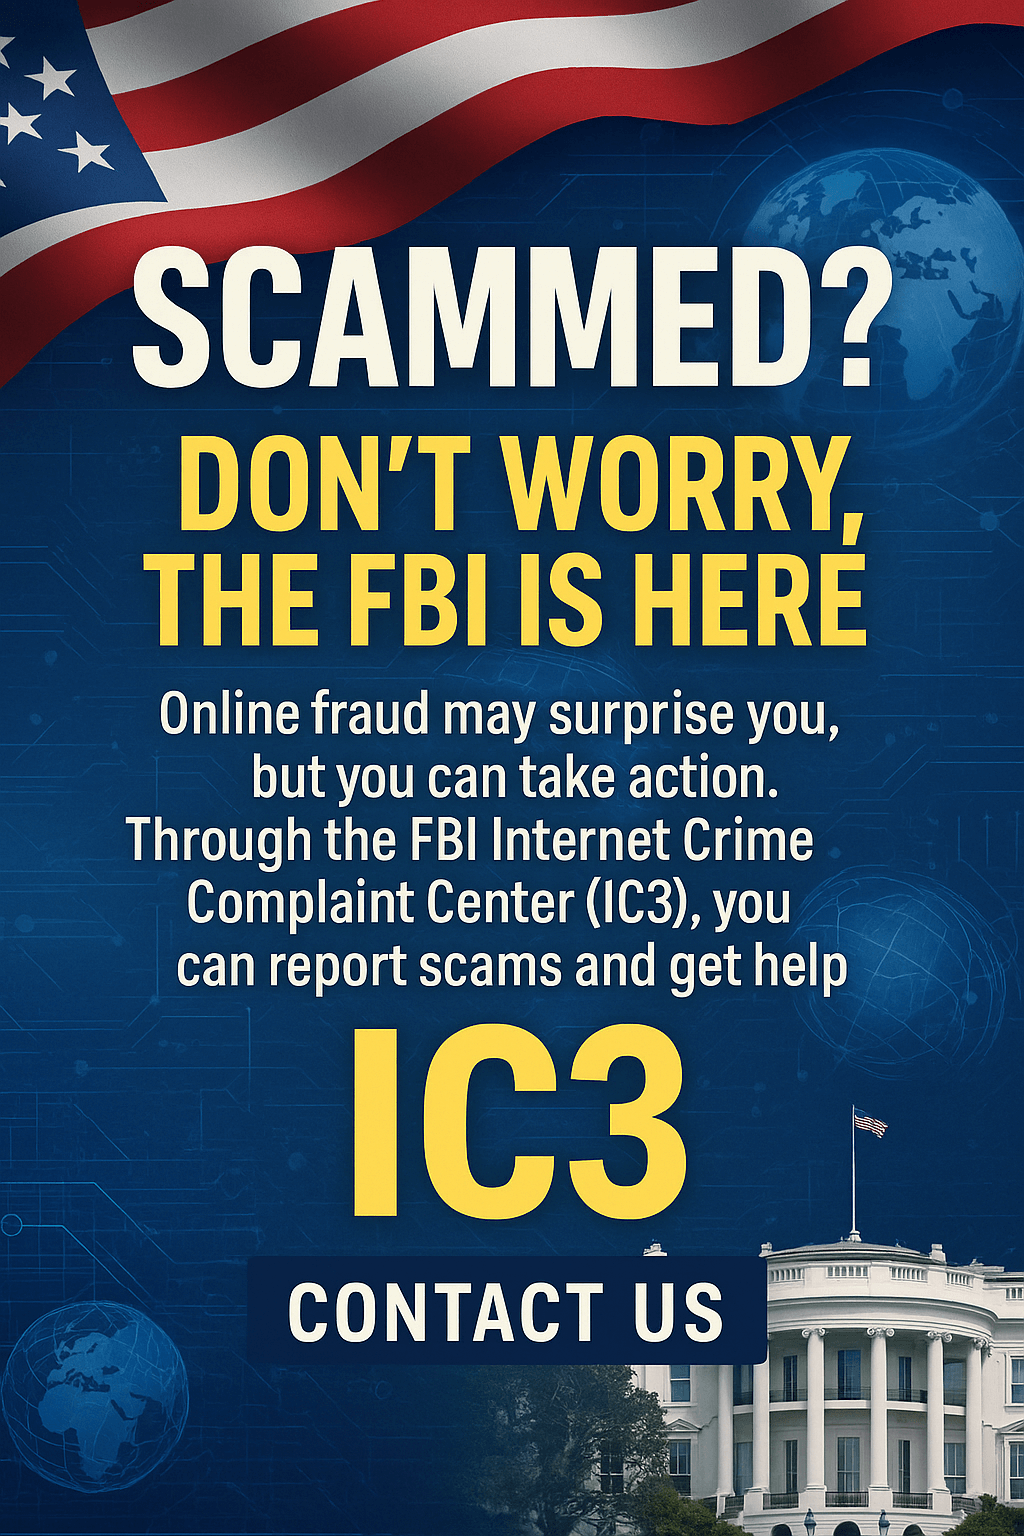 SCAMMED?
DON'T WORRY,
THE FBI IS HERE
Online fraud may surprise you,
but you can take action.
Through the FBI Internet Crime
Complaint Center (IC3), you
can report scams and get help
IC3
CONTACT US